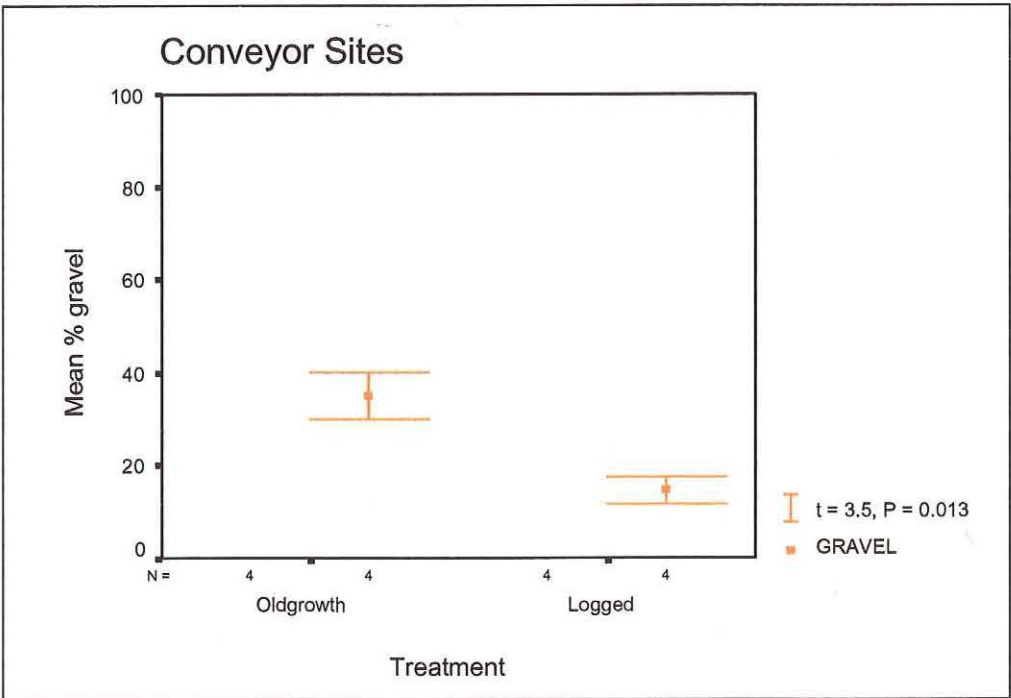 Conveyor Sites
100
80
60
40
20
0
Mean % gravel
N = 4 4 4 4
Oldgrowth Logged
Treatment
t = 3.5, P = 0.013
GRAVEL